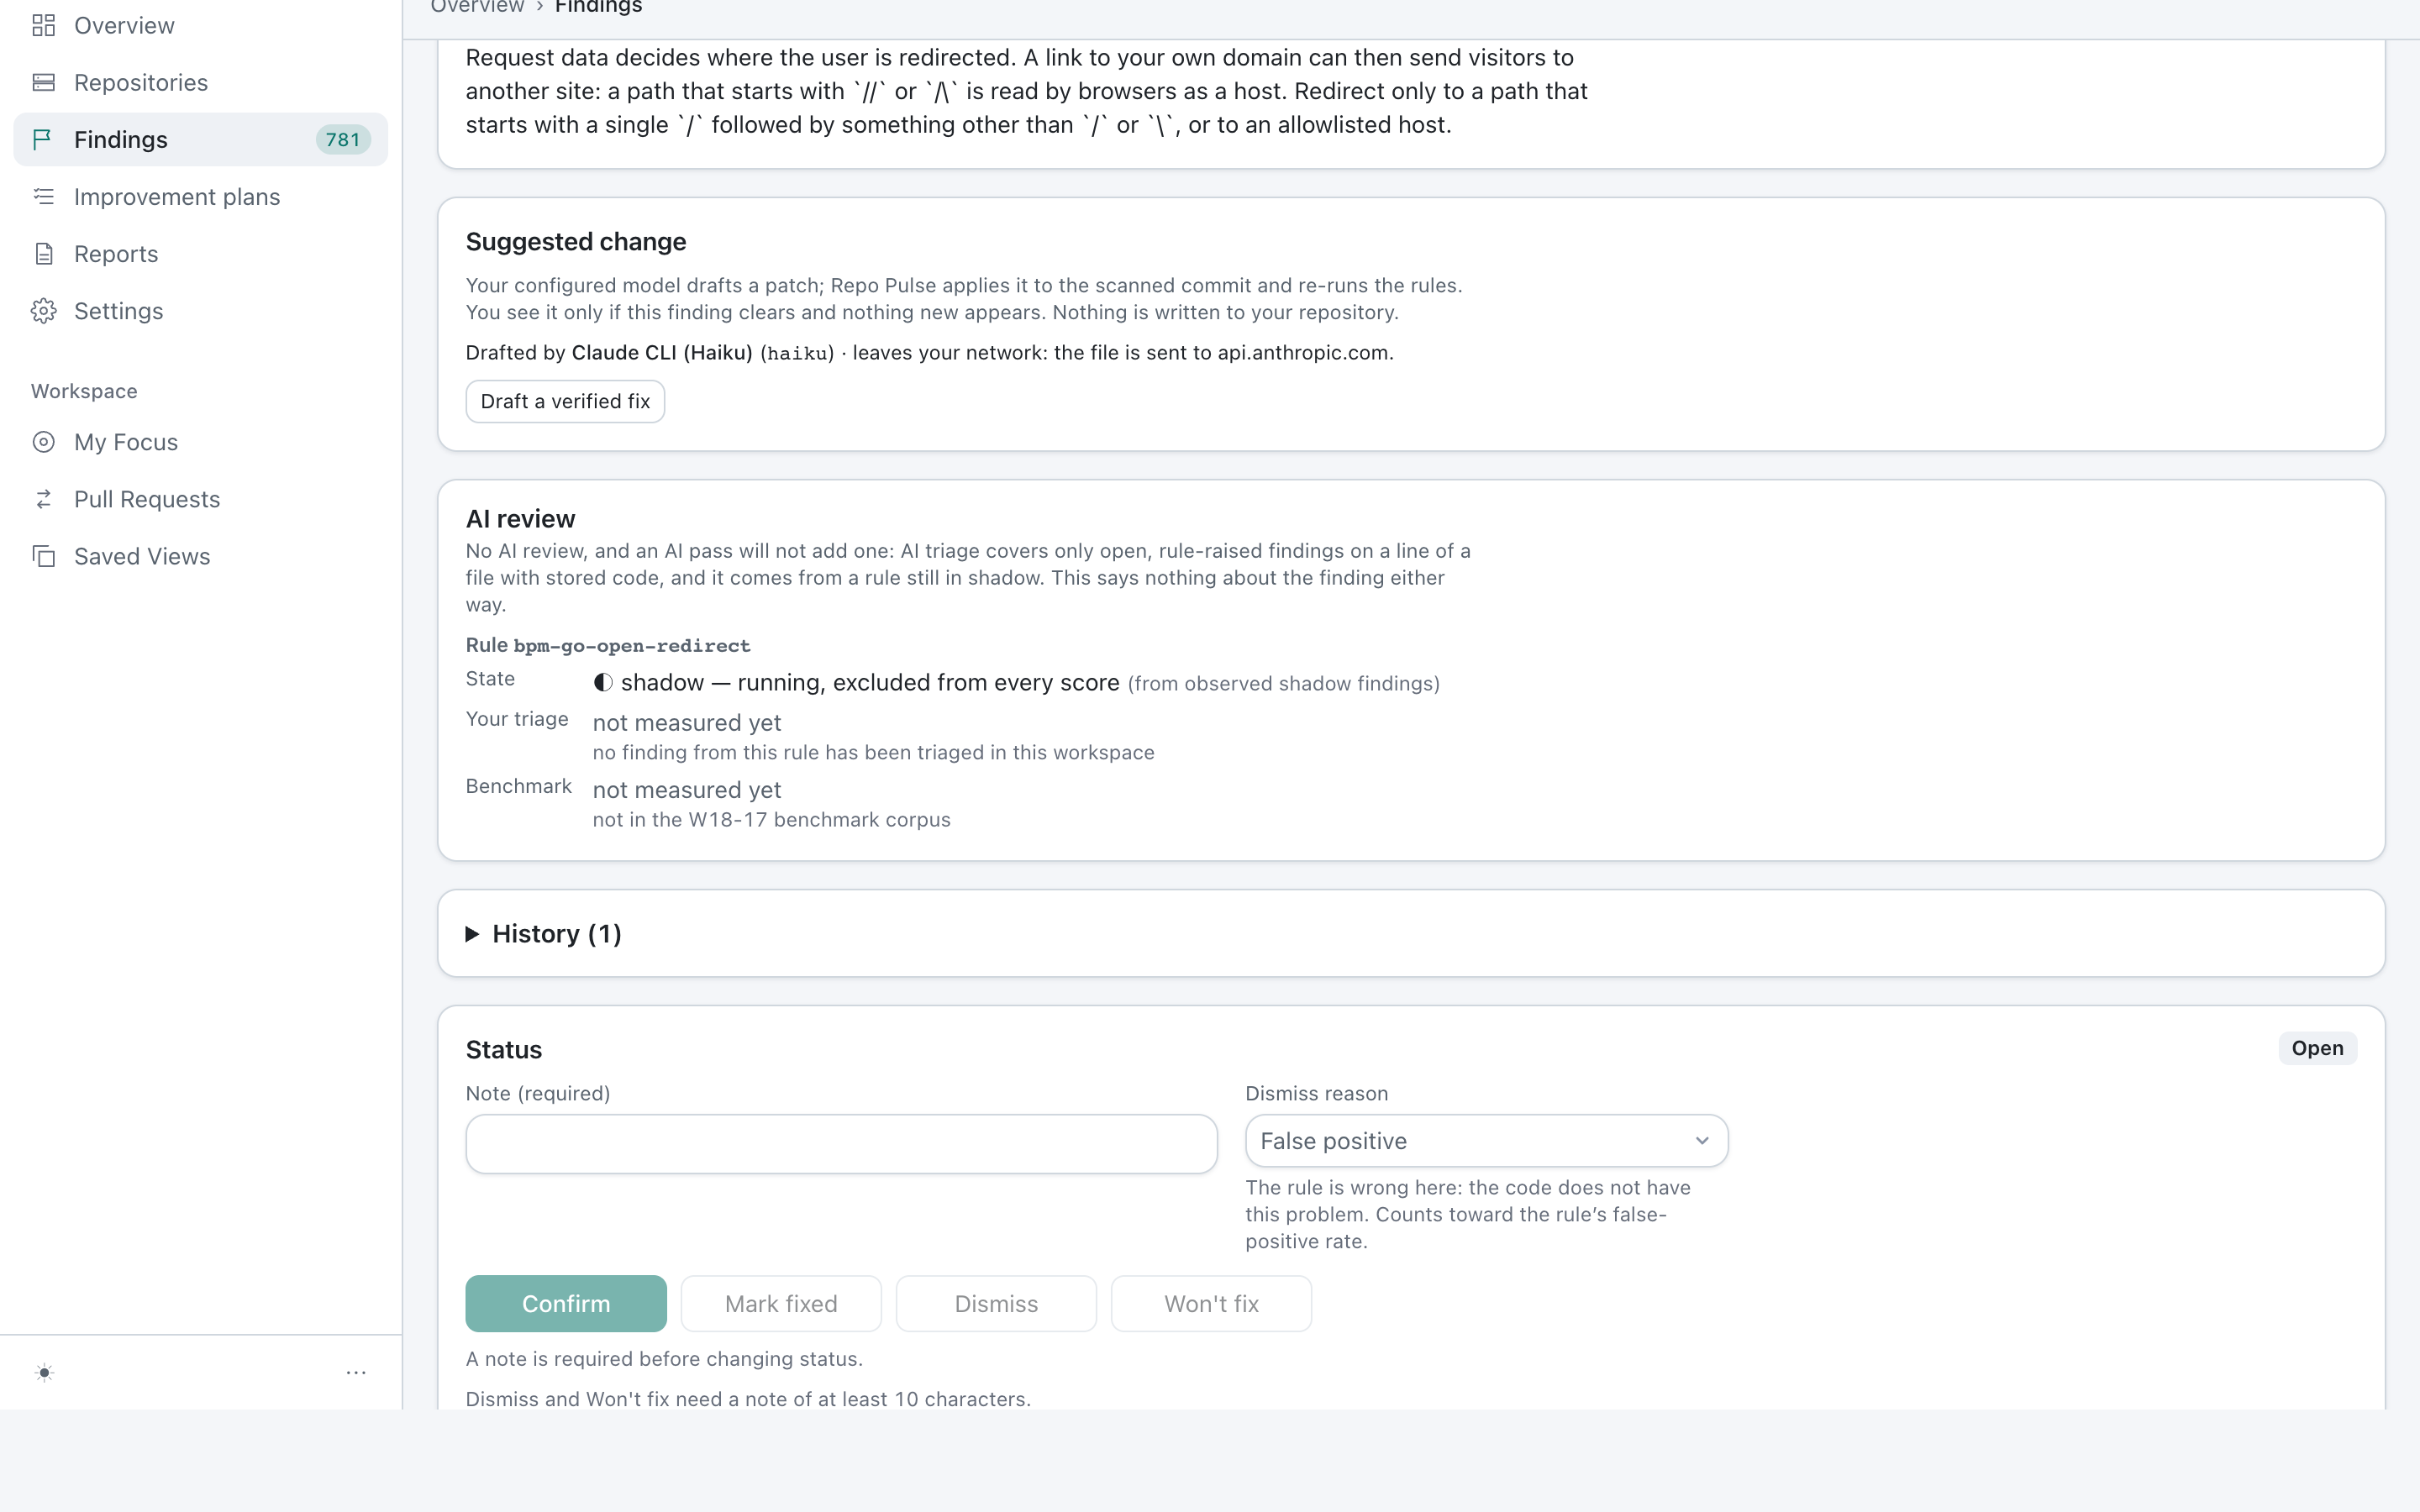 Overview
Repositories
Findings 781
Improvement plans
Reports
Settings
Workspace
My Focus
Pull Requests
Saved Views
...
Overview › Findings
Request data decides where the user is redirected. A link to your own domain can then send visitors to
another site: a path that starts with `//` or `/\` is read by browsers as a host. Redirect only to a path that
starts with a single `/` followed by something other than `/` or `\`, or to an allowlisted host.
Suggested change
Your configured model drafts a patch; Repo Pulse applies it to the scanned commit and re-runs the rules.
You see it only if this finding clears and nothing new appears. Nothing is written to your repository.
Drafted by Claude CLI (Haiku) (haiku) · leaves your network: the file is sent to api.anthropic.com.
Draft a verified fix
AI review
No AI review, and an AI pass will not add one: AI triage covers only open, rule-raised findings on a line of a
file with stored code, and it comes from a rule still in shadow. This says nothing about the finding either
way.
Rule bpm-go-open-redirect
State shadow — running, excluded from every score (from observed shadow findings)
Your triage not measured yet
no finding from this rule has been triaged in this workspace
Benchmark not measured yet
not in the W18-17 benchmark corpus
History (1)
Status Open
Note (required)
Dismiss reason
False positive
The rule is wrong here: the code does not have
this problem. Counts toward the rule’s false-
positive rate.
Confirm Mark fixed Dismiss Won't fix
A note is required before changing status.
Dismiss and Won't fix need a note of at least 10 characters.